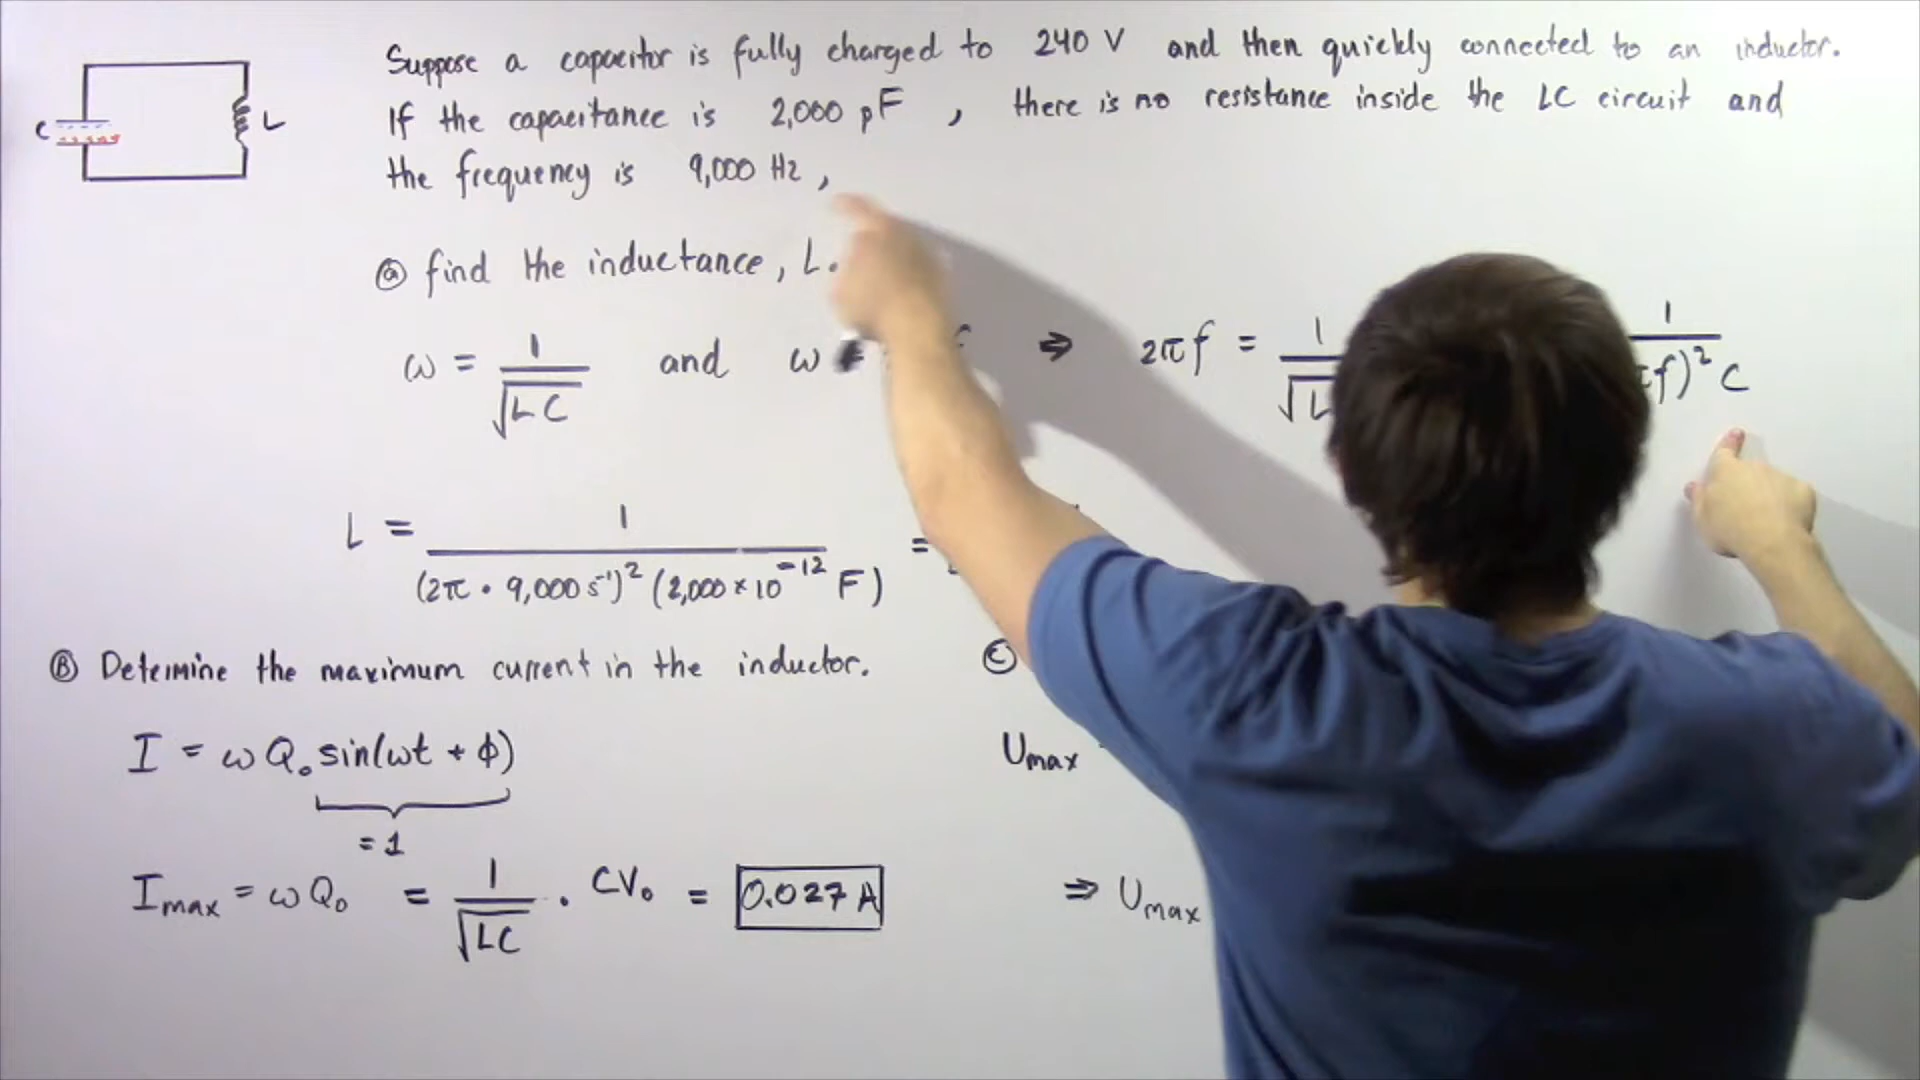 Suppose a capacitor is fully charged to 240 V and then quickly connected to an inductor.
If the capacitance is 2,000 pF, there is no resistance inside the LC circuit and
the frequency is 9,000 Hz,
C L
ⓐ find the inductance, L.
ω = 1/√LC and ω ⇒ 2πf = 1/√L f)² C
L = 1/(2π · 9,000 s⁻¹)² (2,000 × 10⁻¹² F) =
Ⓑ Determine the maximum current in the inductor.
I = ω Q₀ sin(ωt + ϕ)
= 1
Imax = ωQ₀ = 1/√LC · CV₀ = 0.027 A
Ⓒ
Umax
⇒ Umax